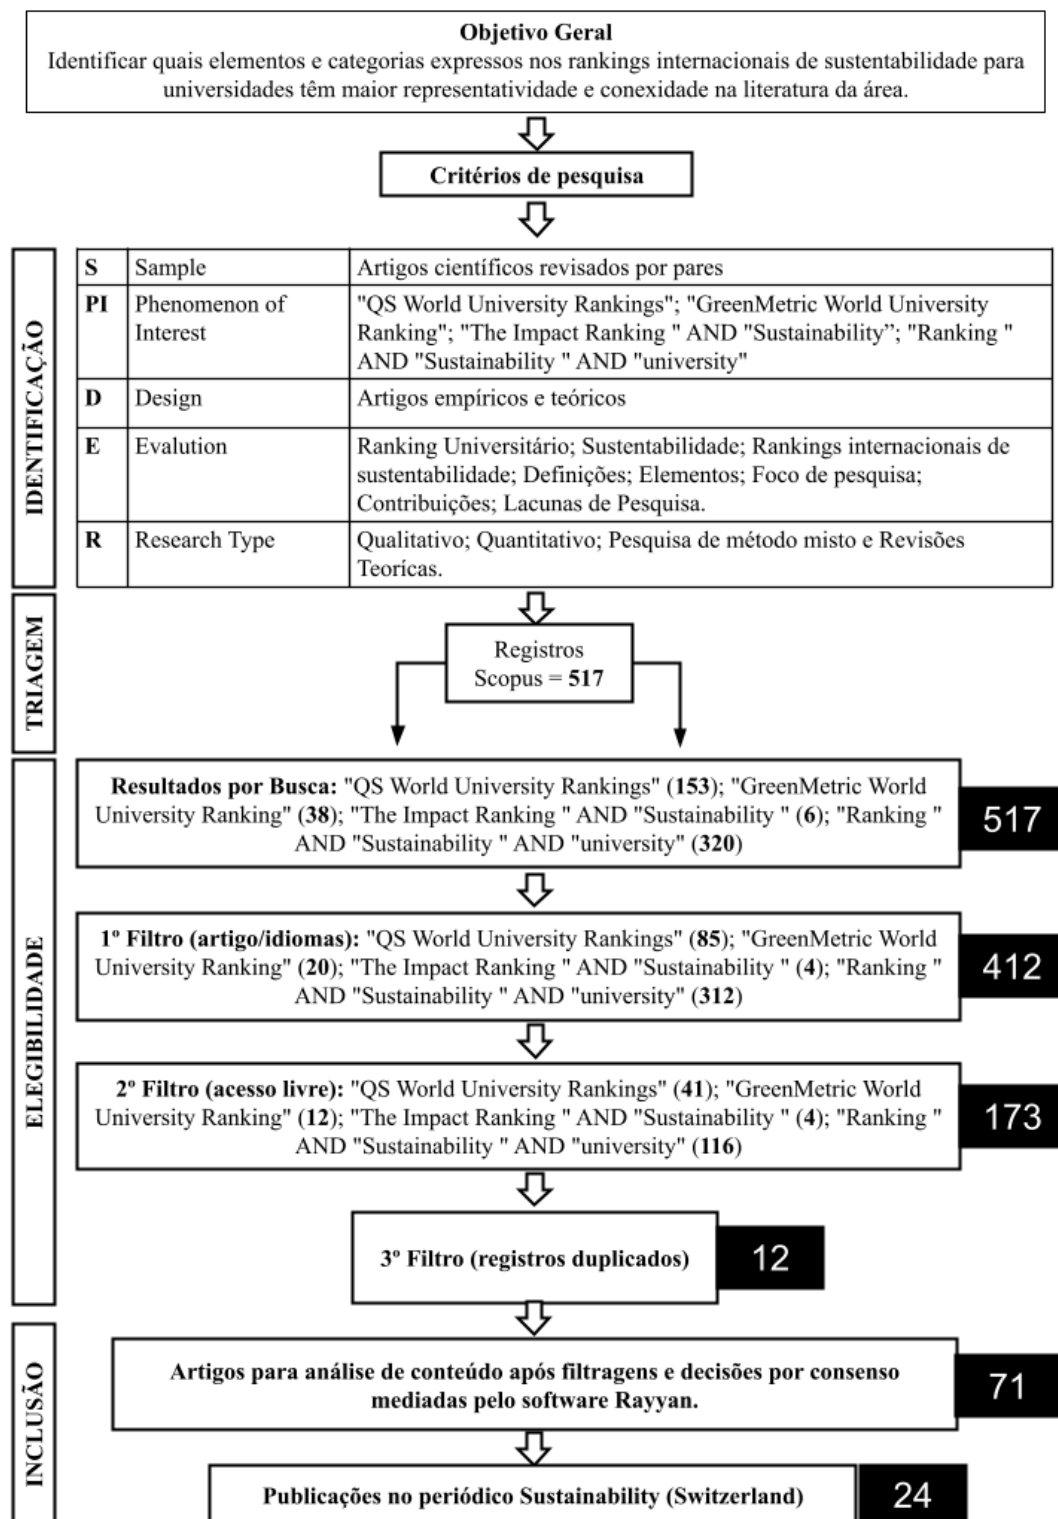 Objetivo Geral
Identificar quais elementos e categorias expressos nos rankings internacionais de sustentabilidade para
universidades têm maior representatividade e conexidade na literatura da área.
Critérios de pesquisa
IDENTIFICAÇÃO
S Sample Artigos científicos revisados por pares
PI Phenomenon of "QS World University Rankings"; "GreenMetric World University
Interest Ranking"; "The Impact Ranking " AND "Sustainability”; "Ranking "
AND "Sustainability " AND "university"
D Design Artigos empíricos e teóricos
E Evalution Ranking Universitário; Sustentabilidade; Rankings internacionais de
sustentabilidade; Definições; Elementos; Foco de pesquisa;
Contribuições; Lacunas de Pesquisa.
R Research Type Qualitativo; Quantitativo; Pesquisa de método misto e Revisões
Teorícas.
TRIAGEM
Registros
Scopus = 517
ELEGIBILIDADE
Resultados por Busca: "QS World University Rankings" (153); "GreenMetric World
University Ranking" (38); "The Impact Ranking " AND "Sustainability " (6); "Ranking "
AND "Sustainability " AND "university" (320)
517
1º Filtro (artigo/idiomas): "QS World University Rankings" (85); "GreenMetric World
University Ranking" (20); "The Impact Ranking " AND "Sustainability " (4); "Ranking "
AND "Sustainability " AND "university" (312)
412
2º Filtro (acesso livre): "QS World University Rankings" (41); "GreenMetric World
University Ranking" (12); "The Impact Ranking " AND "Sustainability " (4); "Ranking "
AND "Sustainability " AND "university" (116)
173
3º Filtro (registros duplicados)
12
INCLUSÃO
Artigos para análise de conteúdo após filtragens e decisões por consenso
mediadas pelo software Rayyan.
71
Publicações no periódico Sustainability (Switzerland)
24